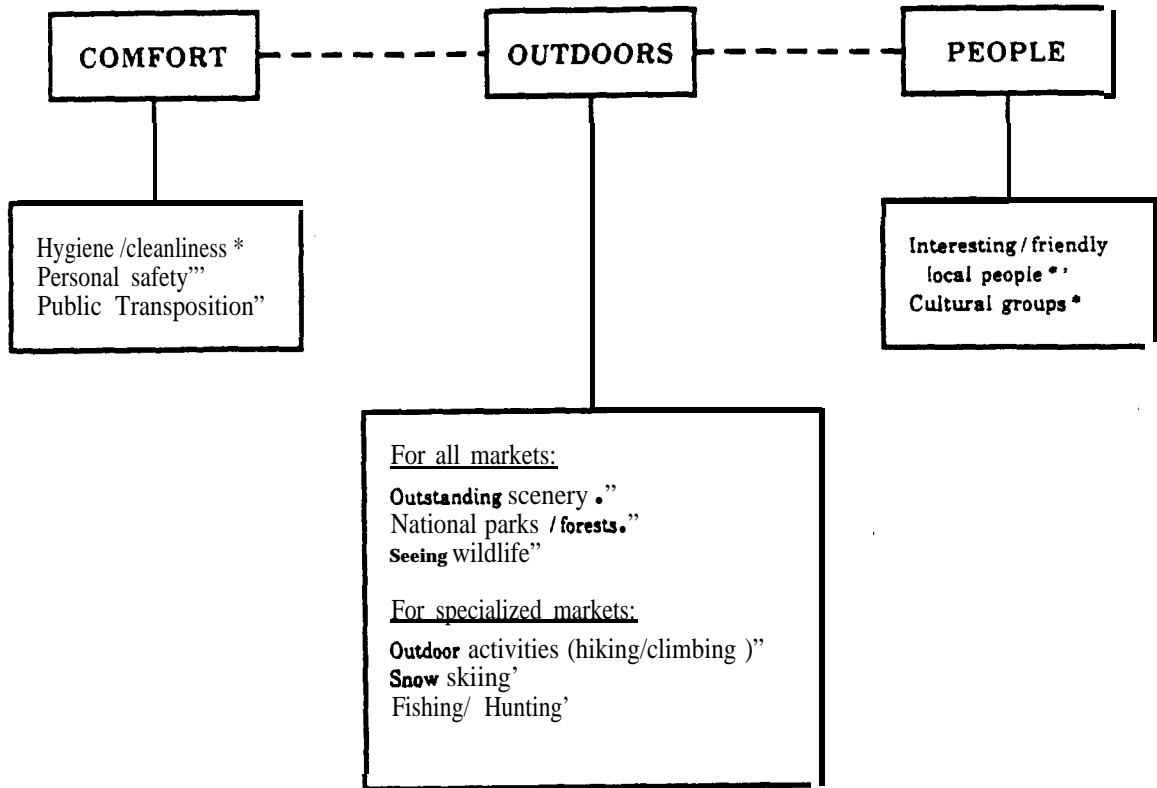 COMFORT
OUTDOORS
PEOPLE
Hygiene /cleanliness *
Personal safety”’
Public Transposition”
Interesting / friendly
local people * ’
Cultural groups *
For all markets:
Outstanding scenery •”
National parks / forests•”
Seeing wildlife”
For specialized markets:
Outdoor activities (hiking/climbing )”
Snow skiing’
Fishing/ Hunting’